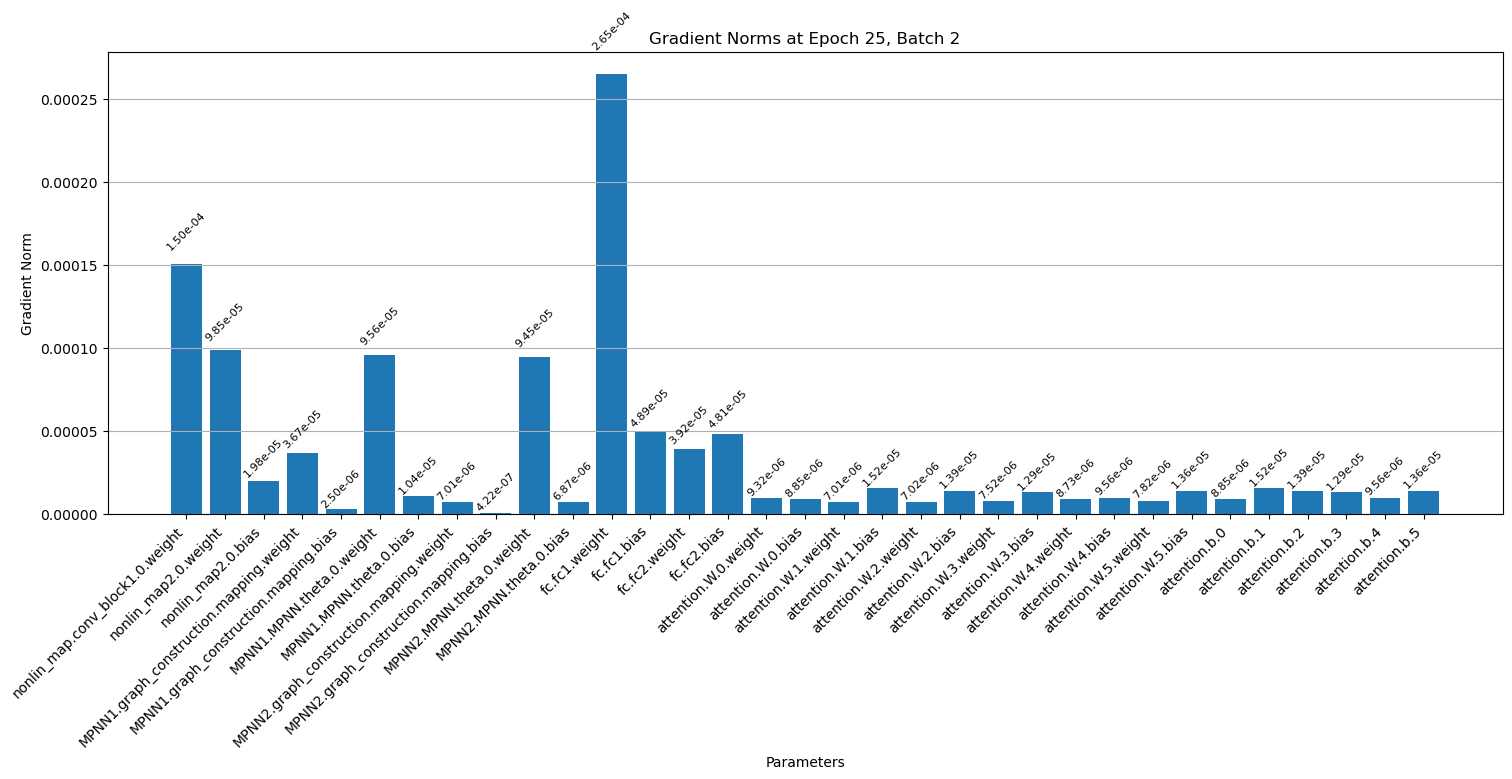 Gradient Norms at Epoch 25, Batch 2
Gradient Norm
0.00025
0.00020
0.00015
0.00010
0.00005
0.00000
1.50e-04
9.85e-05
1.98e-05
3.67e-05
2.50e-06
9.56e-05
1.04e-05
7.01e-06
4.22e-07
9.45e-05
6.87e-06
2.65e-04
4.89e-05
3.92e-05
4.81e-05
9.32e-06
8.85e-06
7.01e-06
1.52e-05
7.02e-06
1.39e-05
7.52e-06
1.29e-05
8.73e-06
9.56e-06
7.82e-06
1.36e-05
8.85e-06
1.52e-05
1.39e-05
1.29e-05
9.56e-06
1.36e-05
nonlin_map.conv_block1.0.weight
nonlin_map2.0.weight
nonlin_map2.0.bias
MPNN1.graph_construction.mapping.weight
MPNN1.graph_construction.mapping.bias
MPNN1.MPNN.theta.0.weight
MPNN1.MPNN.theta.0.bias
MPNN2.graph_construction.mapping.weight
MPNN2.graph_construction.mapping.bias
MPNN2.MPNN.theta.0.weight
MPNN2.MPNN.theta.0.bias
fc.fc1.weight
fc.fc1.bias
fc.fc2.weight
fc.fc2.bias
attention.W.0.weight
attention.W.0.bias
attention.W.1.weight
attention.W.1.bias
attention.W.2.weight
attention.W.2.bias
attention.W.3.weight
attention.W.3.bias
attention.W.4.weight
attention.W.4.bias
attention.W.5.weight
attention.W.5.bias
attention.b.0
attention.b.1
attention.b.2
attention.b.3
attention.b.4
attention.b.5
Parameters